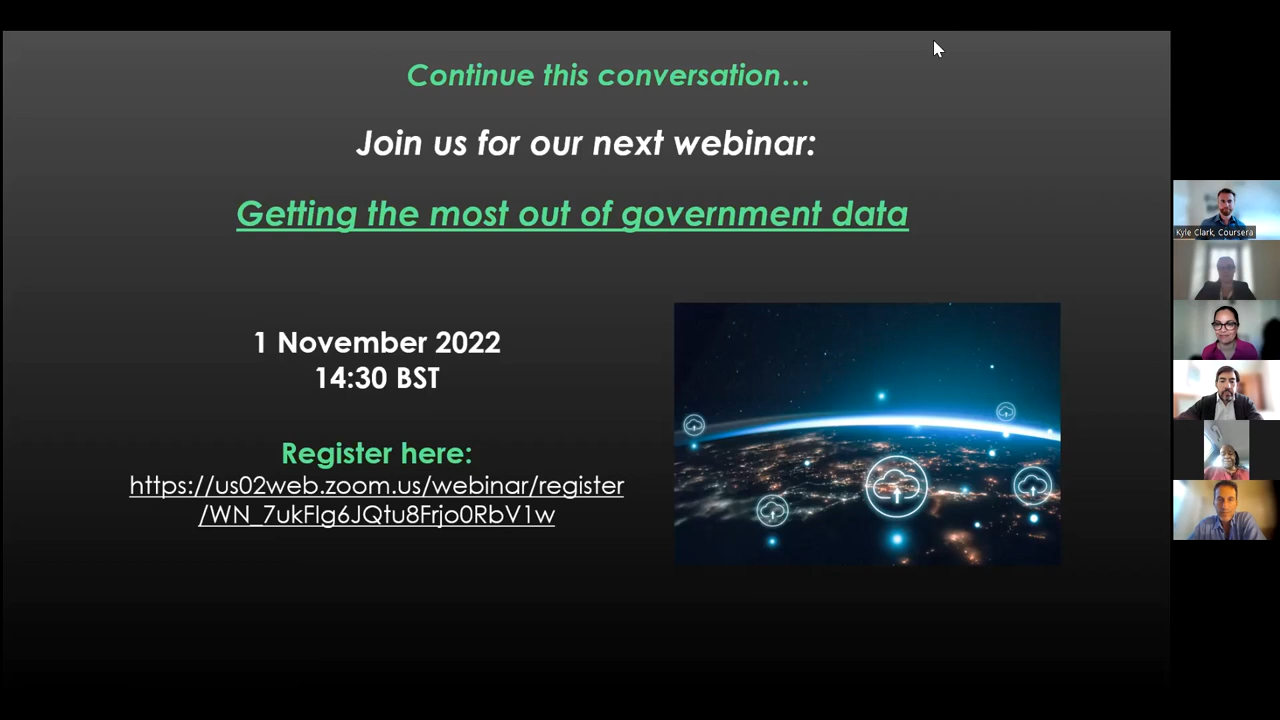 Continue this conversation...
Join us for our next webinar:
Getting the most out of government data
1 November 2022
14:30 BST
Register here:
https://us02web.zoom.us/webinar/register
/WN_7ukFIg6JQtu8Frjo0RbV1w
Kyle Clark, Coursera